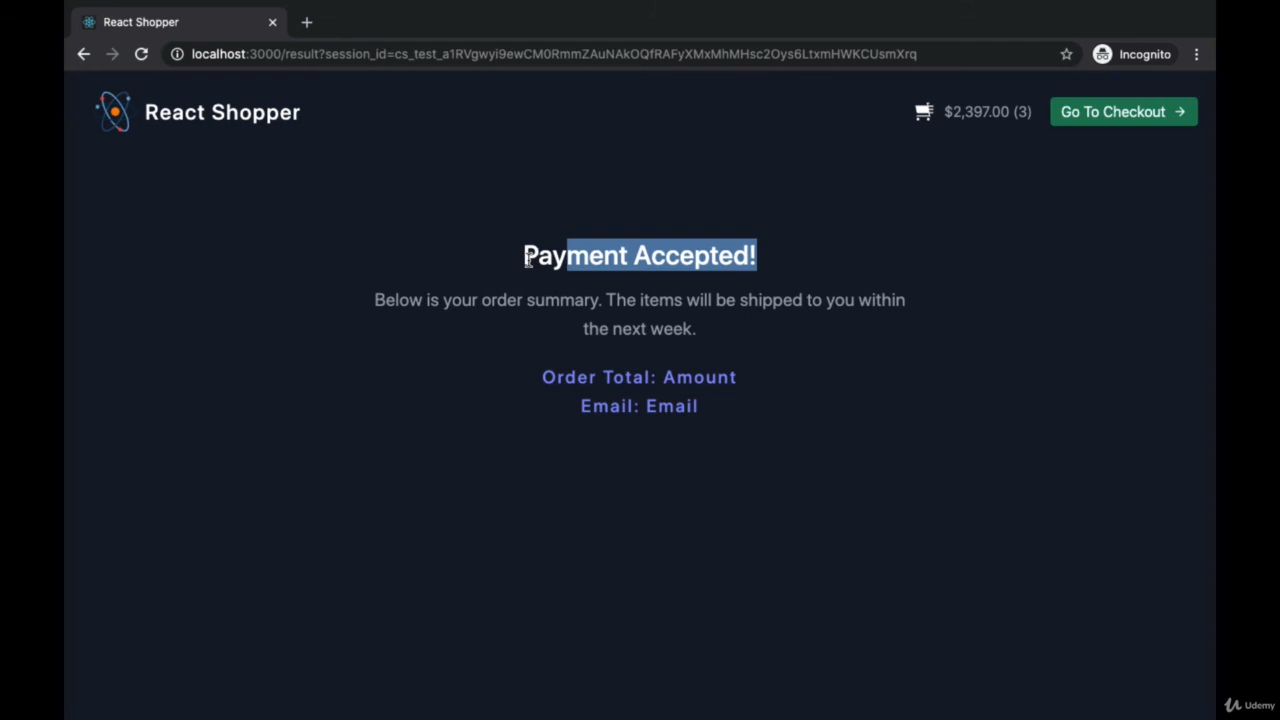 React Shopper
localhost:3000/result?session_id=cs_test_a1RVgwyi9ewCM0RmmZAuNAkOQfRAFyXMxMhMHsc2Oys6LtxmHWKCUsmXrq
Incognito
React Shopper
$2,397.00 (3)
Go To Checkout →
Payment Accepted!
Below is your order summary. The items will be shipped to you within
the next week.
Order Total: Amount
Email: Email
Udemy